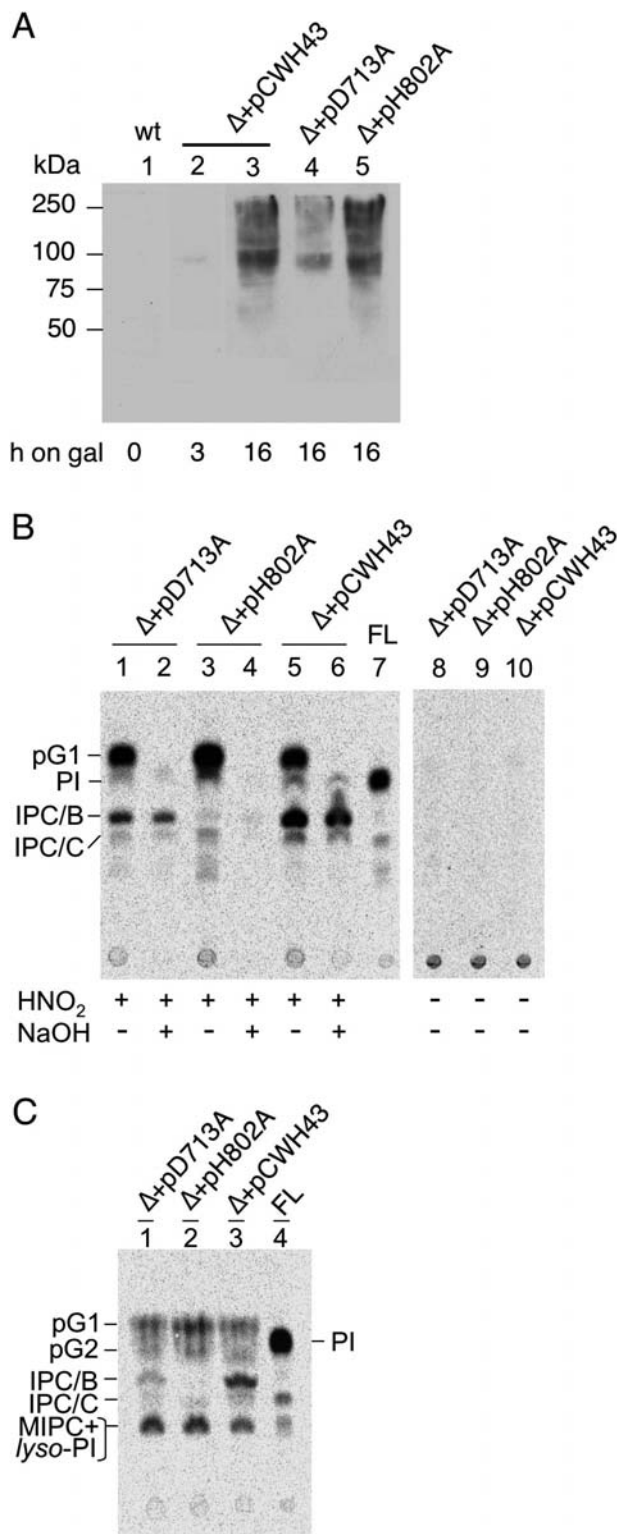 A
wt
Δ+pCWH43
Δ+pD713A
Δ+pH802A
kDa 1 2 3 4 5
250
100
75
50
h on gal 0 3 16 16 16
B
Δ+pD713A Δ+pH802A Δ+pCWH43 FL Δ+pD713A Δ+pH802A Δ+pCWH43
1 2 3 4 5 6 7 8 9 10
pG1
PI
IPC/B
IPC/C
HNO2 + + + + + + - - -
NaOH - + - + - + - - -
C
Δ+pD713A Δ+pH802A Δ+pCWH43 FL
1 2 3 4
pG1
PI
pG2
IPC/B
IPC/C
MIPC+
lyso-PI